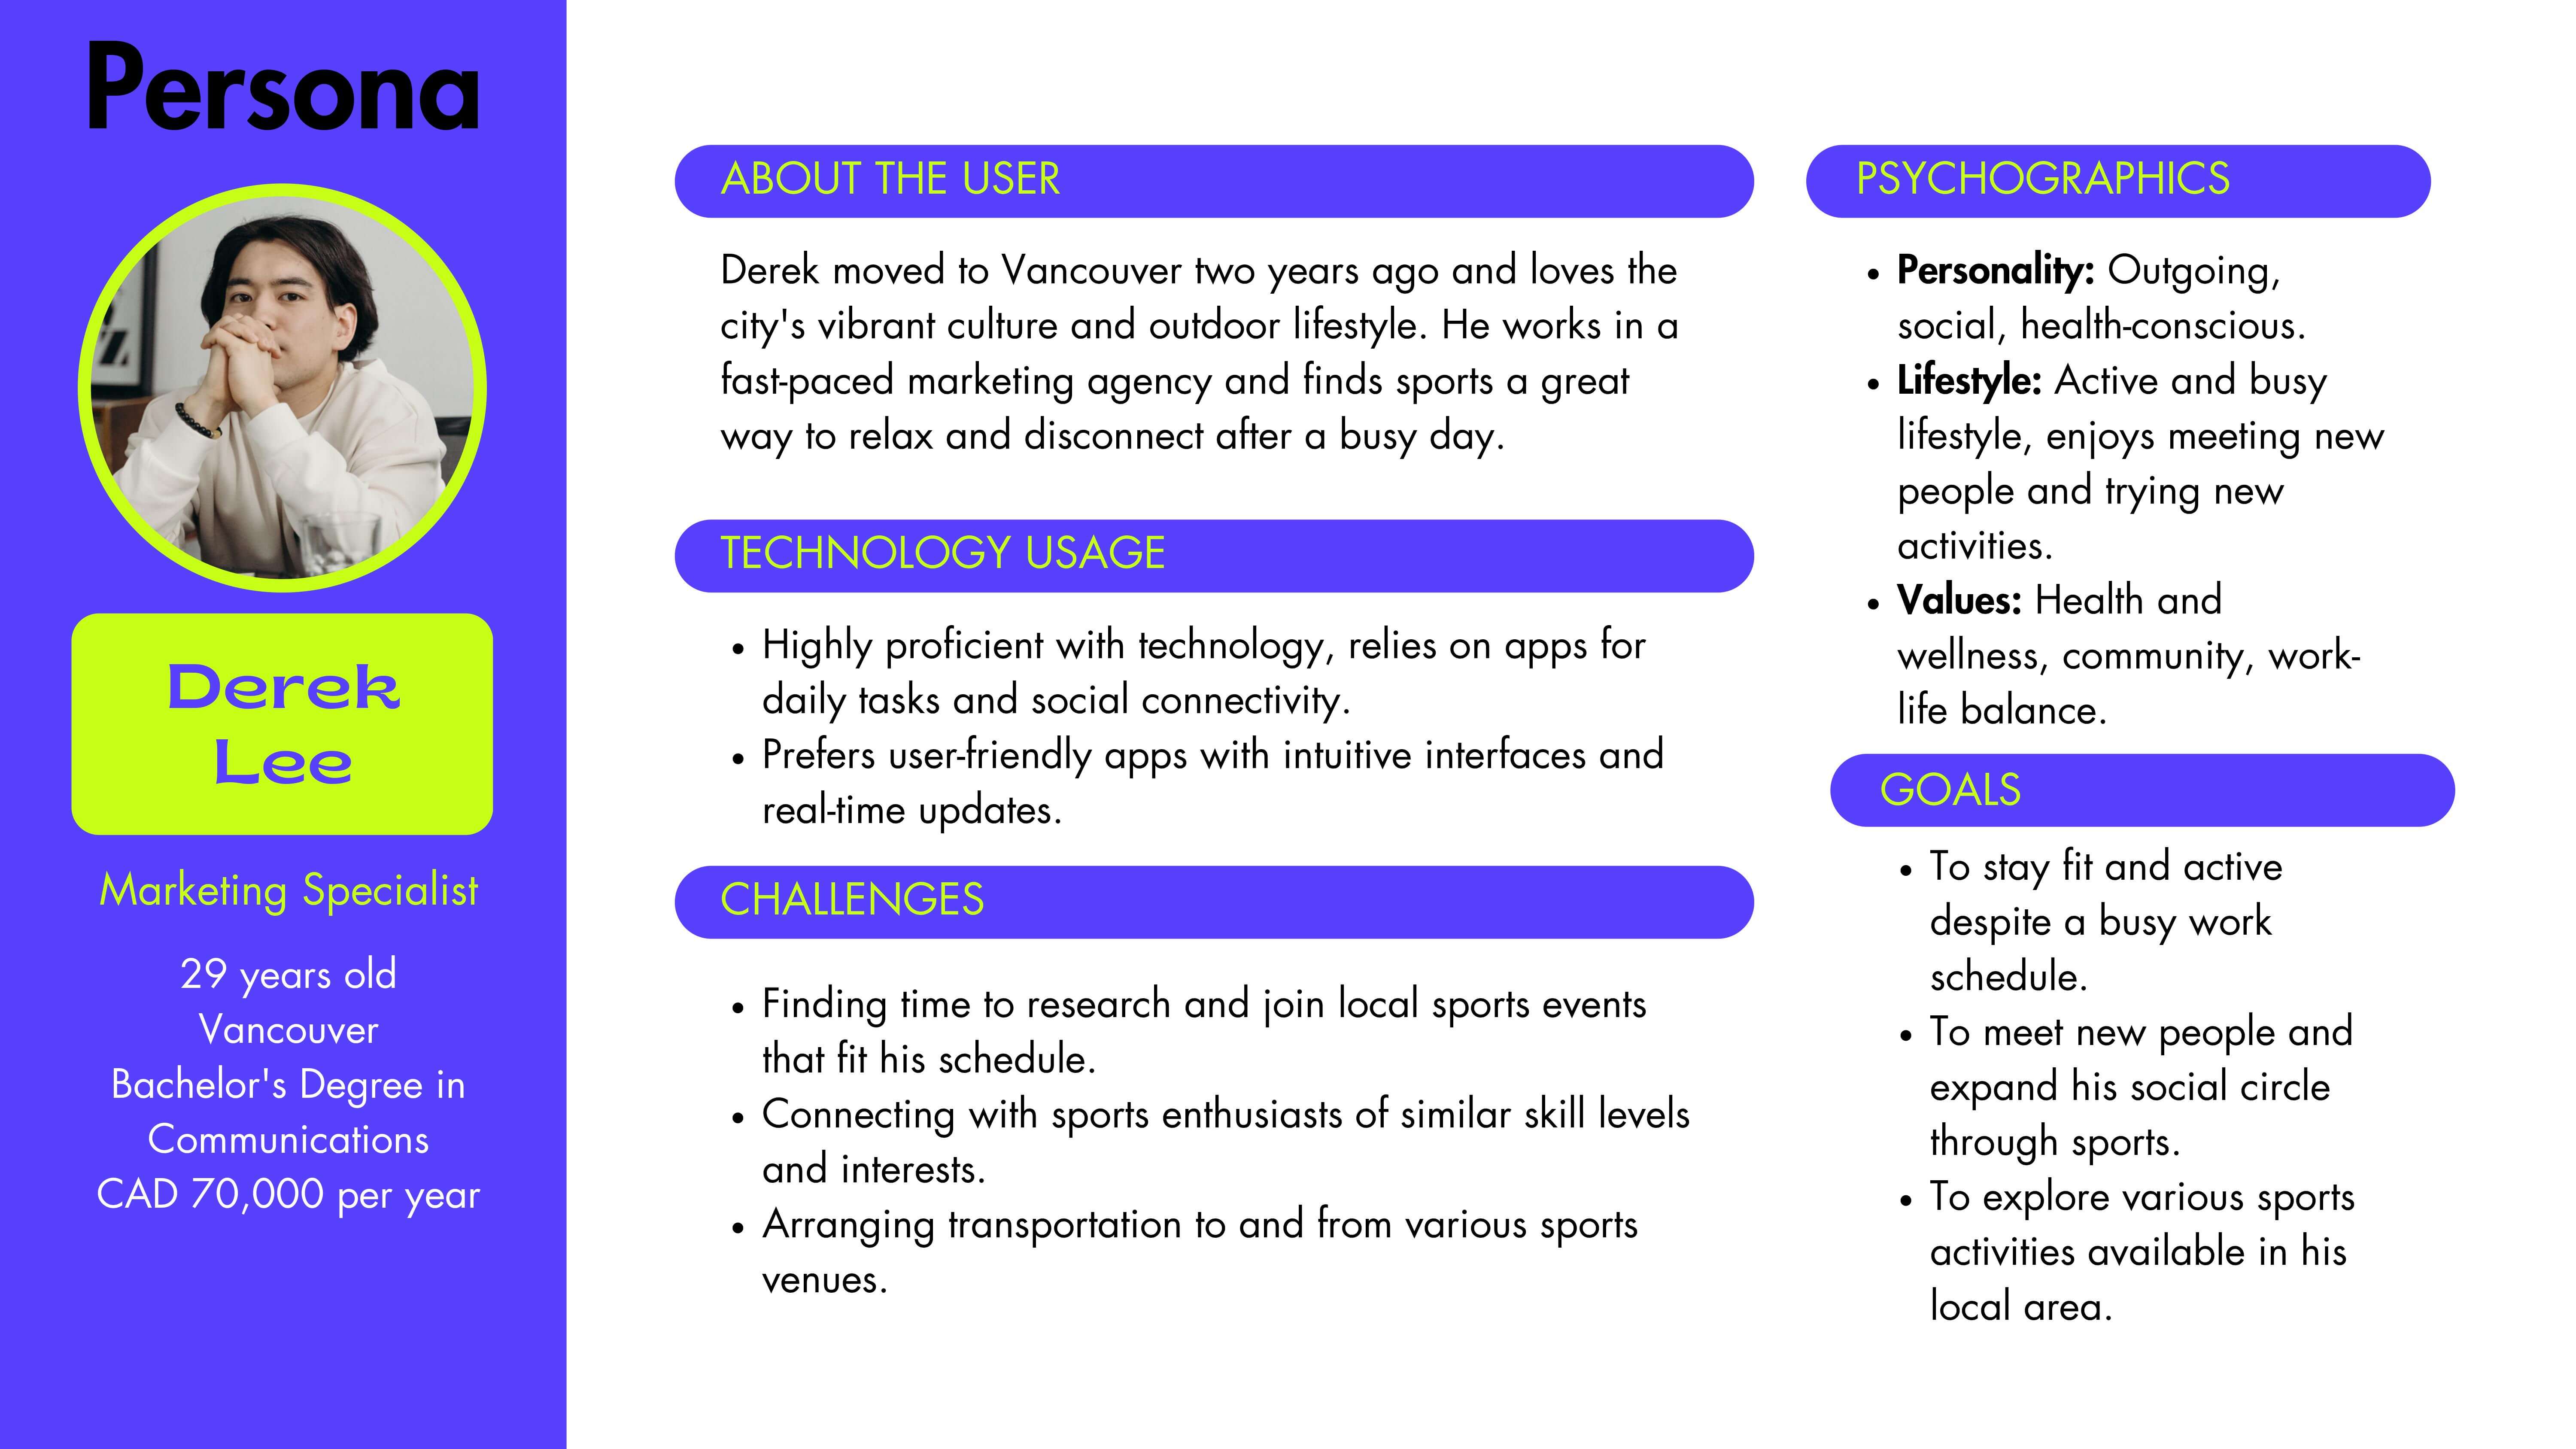 Persona
Derek
Lee
Marketing Specialist
29 years old
Vancouver
Bachelor's Degree in
Communications
CAD 70,000 per year
ABOUT THE USER
Derek moved to Vancouver two years ago and loves the
city's vibrant culture and outdoor lifestyle. He works in a
fast-paced marketing agency and finds sports a great
way to relax and disconnect after a busy day.
TECHNOLOGY USAGE
• Highly proficient with technology, relies on apps for
daily tasks and social connectivity.
• Prefers user-friendly apps with intuitive interfaces and
real-time updates.
CHALLENGES
• Finding time to research and join local sports events
that fit his schedule.
• Connecting with sports enthusiasts of similar skill levels
and interests.
• Arranging transportation to and from various sports
venues.
PSYCHOGRAPHICS
• Personality: Outgoing,
social, health-conscious.
• Lifestyle: Active and busy
lifestyle, enjoys meeting new
people and trying new
activities.
• Values: Health and
wellness, community, work-
life balance.
GOALS
• To stay fit and active
despite a busy work
schedule.
• To meet new people and
expand his social circle
through sports.
• To explore various sports
activities available in his
local area.